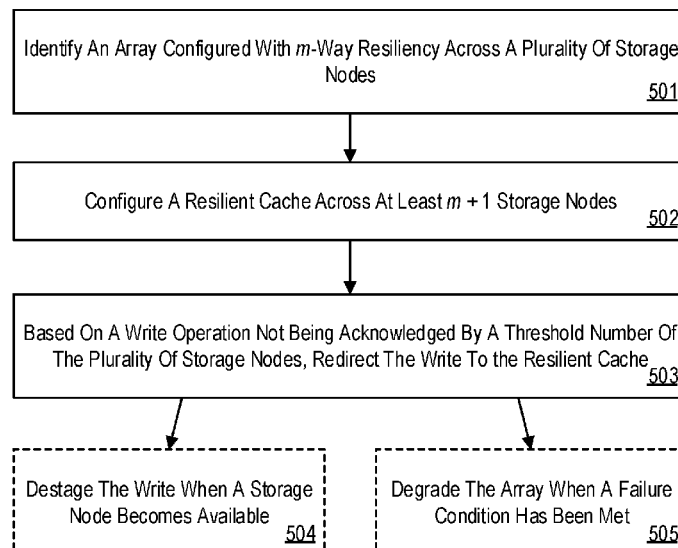 Identify An Array Configured With m-Way Resiliency Across A Plurality Of Storage
Nodes
501
Configure A Resilient Cache Across At Least m + 1 Storage Nodes
502
Based On A Write Operation Not Being Acknowledged By A Threshold Number Of
The Plurality Of Storage Nodes, Redirect The Write To the Resilient Cache
503
Destage The Write When A Storage
Node Becomes Available
504
Degrade The Array When A Failure
Condition Has Been Met
505